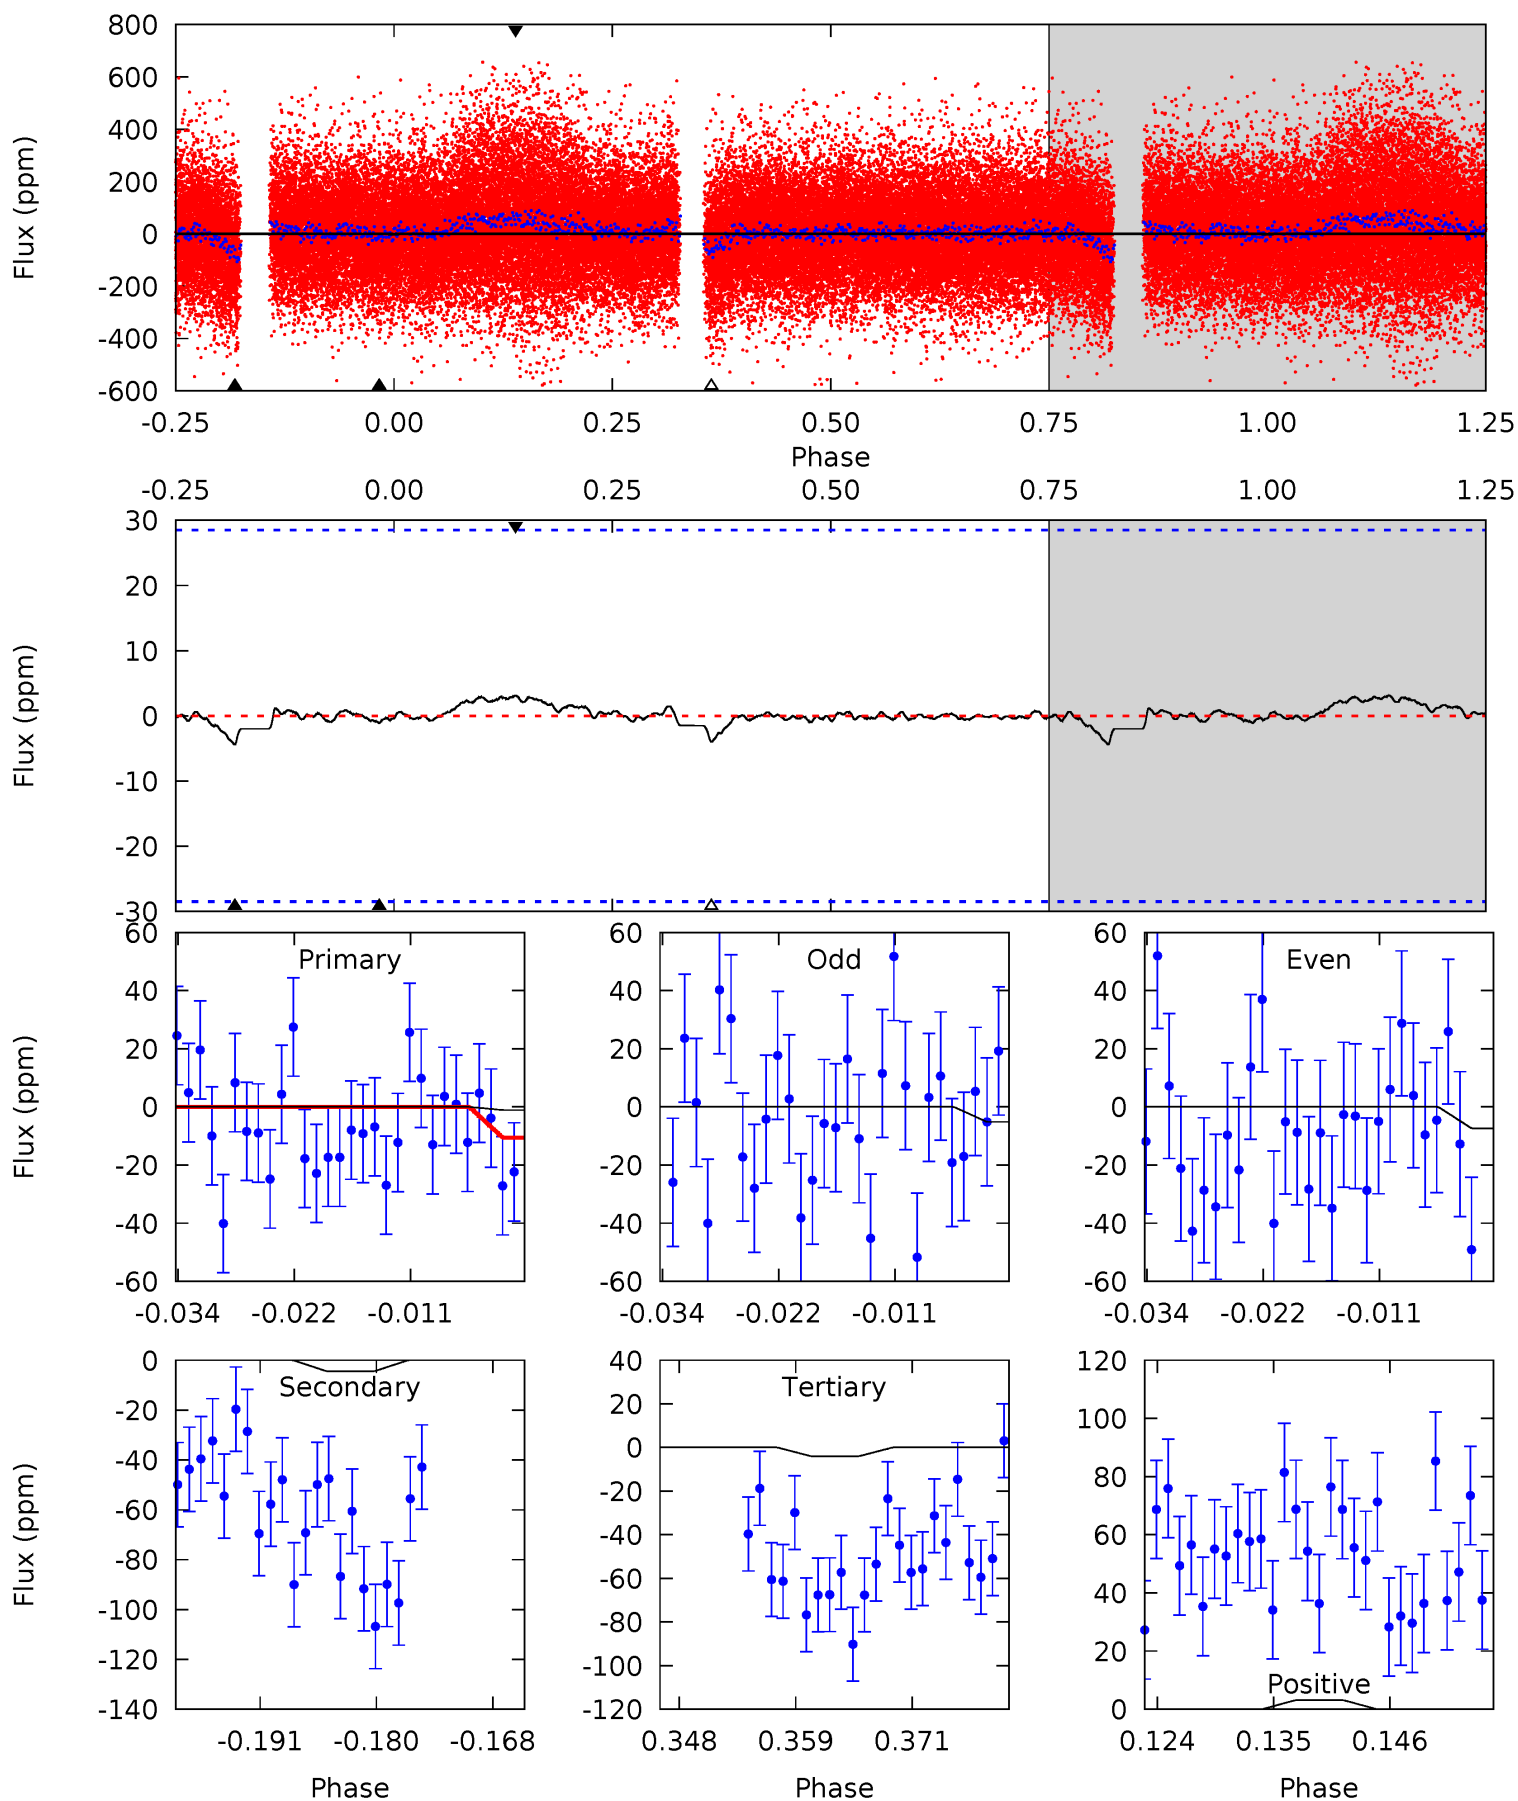 800
600
400
200
0
-200
-400
-600
Flux (ppm)
-0.25 0.00 0.25 0.50 0.75 1.00 1.25
Phase
-0.25 0.00 0.25 0.50 0.75 1.00 1.25
30
20
10
0
-10
-20
-30
Flux (ppm)
60 40 20 0 -20 -40 -60
Flux (ppm)
Primary
-0.034 -0.022 -0.011
60 40 20 0 -20 -40 -60
Odd
-0.034 -0.022 -0.011
60 40 20 0 -20 -40 -60
Even
-0.034 -0.022 -0.011
0 -20 -40 -60 -80 -100 -120 -140
Flux (ppm)
Secondary
-0.191 -0.180 -0.168
Phase
40 20 0 -20 -40 -60 -80 -100 -120
Tertiary
0.348 0.359 0.371
Phase
120 100 80 60 40 20 0
Positive
0.124 0.135 0.146
Phase